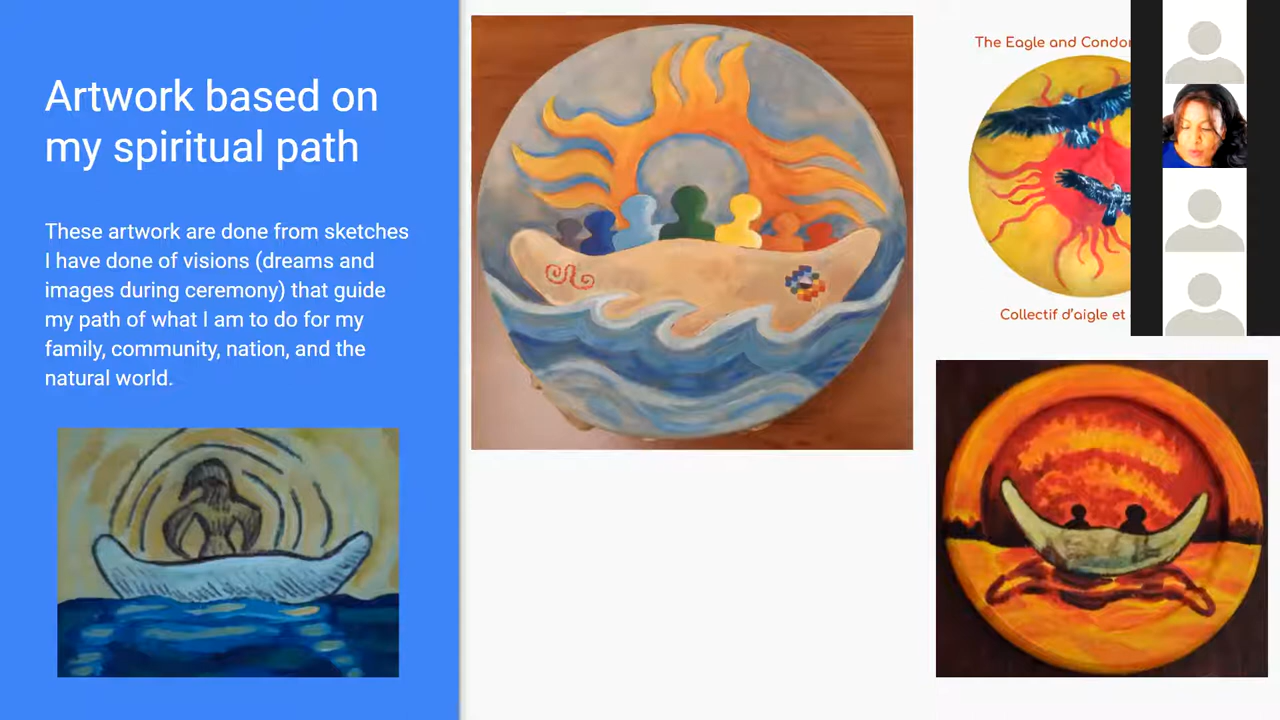 Artwork based on
my spiritual path
These artwork are done from sketches
I have done of visions (dreams and
images during ceremony) that guide
my path of what I am to do for my
family, community, nation, and the
natural world.
The Eagle and Condor
Collectif d'aigle et